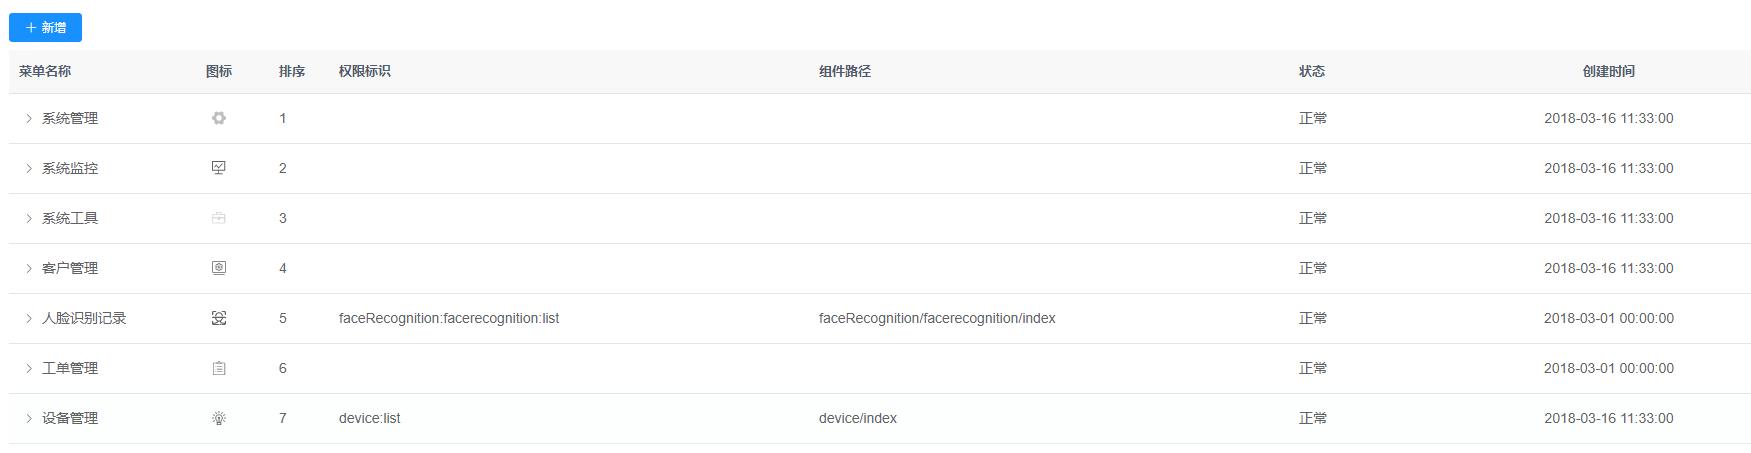 新增
菜单名称 图标 排序 权限标识 组件路径 状态 创建时间
系统管理 1 正常 2018-03-16 11:33:00
系统监控 2 正常 2018-03-16 11:33:00
系统工具 3 正常 2018-03-16 11:33:00
客户管理 4 正常 2018-03-16 11:33:00
人脸识别记录 5 faceRecognition:facerecognition:list faceRecognition/facerecognition/index 正常 2018-03-01 00:00:00
工单管理 6 正常 2018-03-01 00:00:00
设备管理 7 device:list device/index 正常 2018-03-16 11:33:00